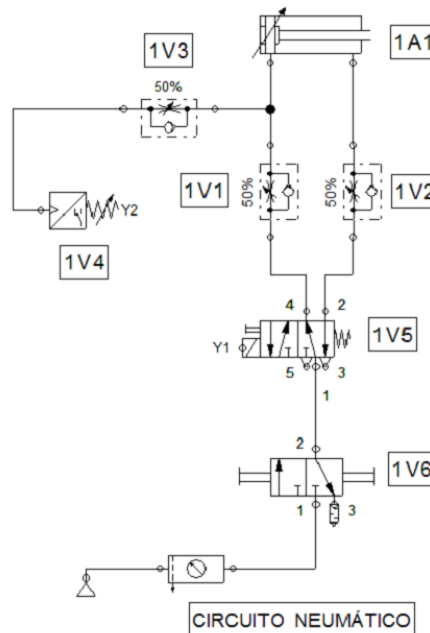 1V3
1A1
50%
1V1
50%
50%
1V2
Y2
1V4
4
2
1V5
Y1
5
3
1
2
1V6
1
3
CIRCUITO NEUMÁTICO